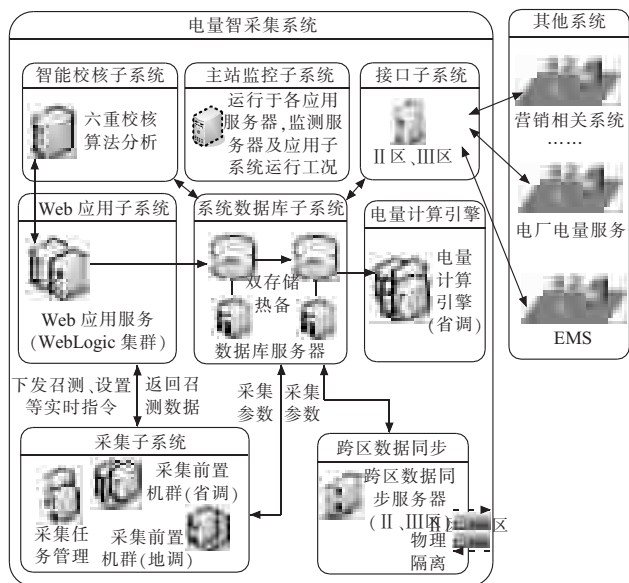 电量智采集系统
其他系统
智能校核子系统
六重校核
算法分析
主站监控子系统
运行于各应用
服务器,监测服
务器及应用子
系统运行工况
接口子系统
Ⅱ区、Ⅲ区
营销相关系统
……
电厂电量服务
EMS
Web 应用子系统
Web 应用服务
(WebLogic 集群)
系统数据库子系统
双存储
热备
数据库服务器
电量计算引擎
电量
计算
引擎
(省调)
下发召测、设置
等实时指令
返回召
测数据
采集
参数
采集
参数
采集子系统
采集任
务管理
采集前置
机群(省调)
采集前置
机群(地调)
跨区数据同步
跨区数据同
步服务器
(Ⅱ、Ⅲ区)
物理
隔离